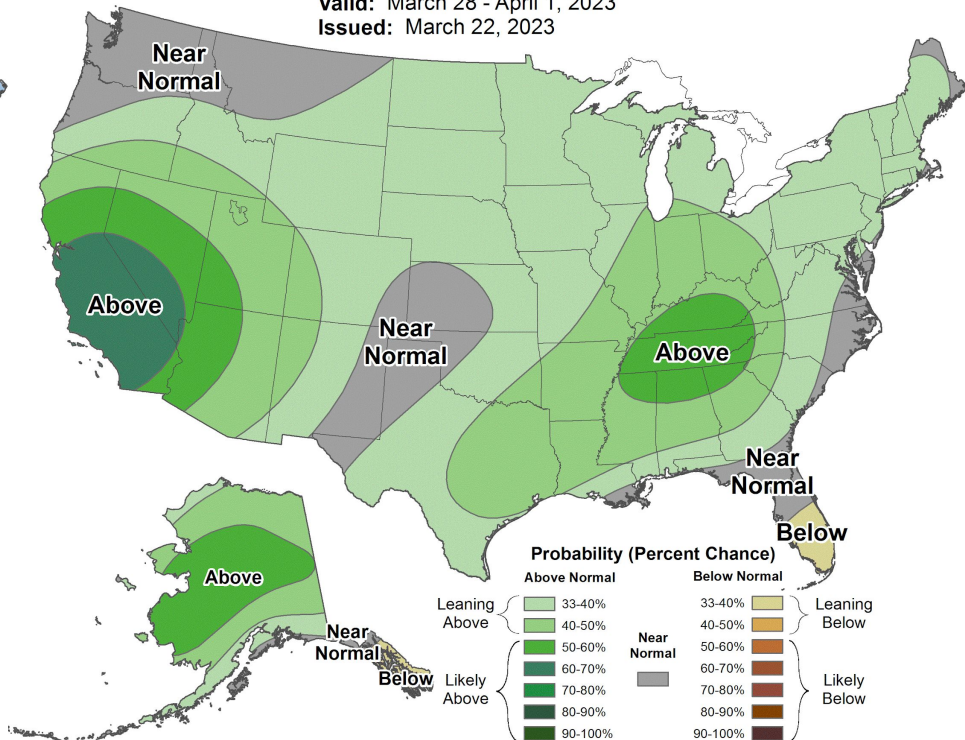 Valid: March 28 - April 1, 2023
Issued: March 22, 2023
Near
Normal
Above
Near
Normal
Above
Near
Normal
Below
Above
Near
Normal
Below
Probability (Percent Chance)
Above Normal
Below Normal
Leaning
Above
33-40%
40-50%
Likely
Above
50-60%
60-70%
70-80%
80-90%
90-100%
Near
Normal
33-40%
40-50%
Leaning
Below
50-60%
60-70%
70-80%
80-90%
90-100%
Likely
Below